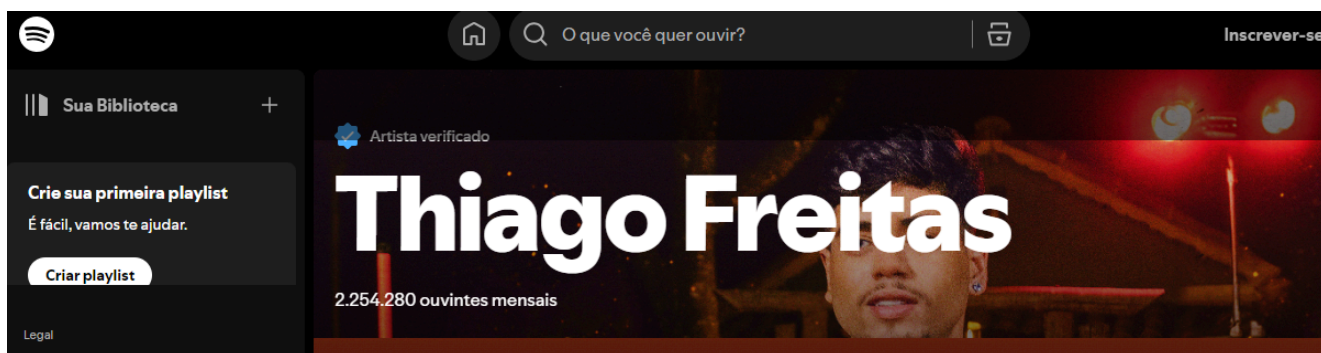 O que você quer ouvir?
Inscrever-se
Sua Biblioteca
Crie sua primeira playlist
É fácil, vamos te ajudar.
Criar playlist
Legal
Artista verificado
Thiago Freitas
2.254.280 ouvintes mensais